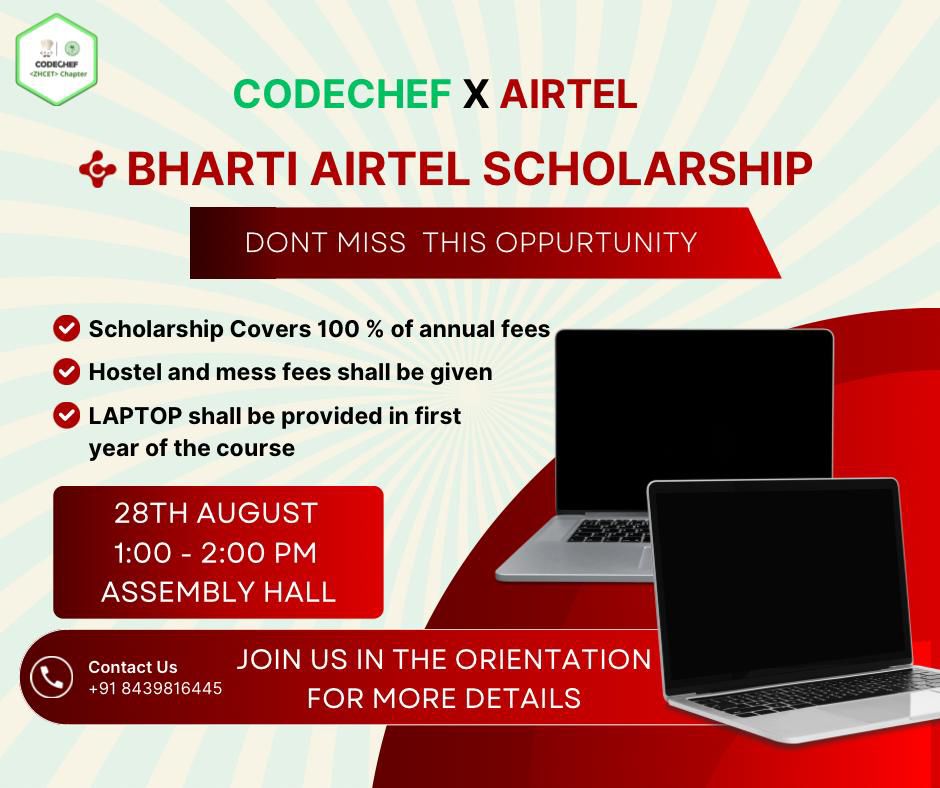 CODECHEF
<ZHCET> Chapter
CODECHEF X AIRTEL
BHARTI AIRTEL SCHOLARSHIP
DONT MISS THIS OPPURTUNITY
Scholarship Covers 100 % of annual fees
Hostel and mess fees shall be given
LAPTOP shall be provided in first
year of the course
28TH AUGUST
1:00 - 2:00 PM
ASSEMBLY HALL
Contact Us
+91 8439816445
JOIN US IN THE ORIENTATION
FOR MORE DETAILS